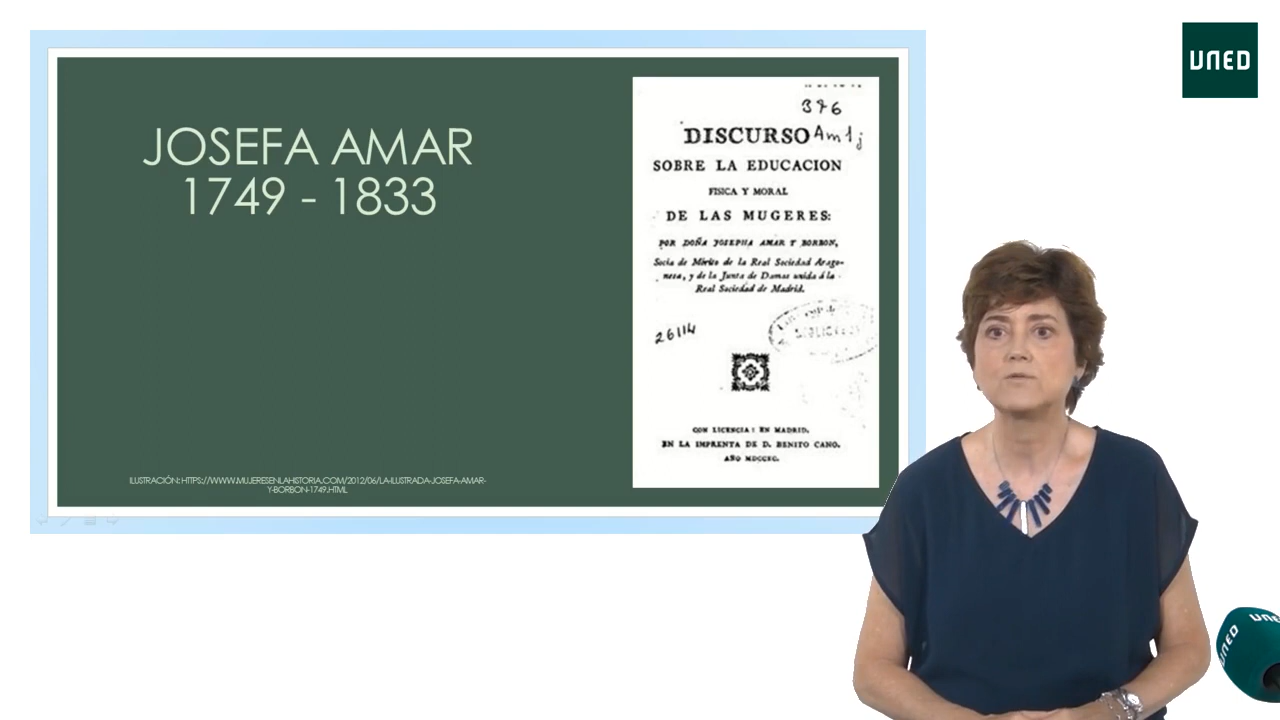 UNED
JOSEFA AMAR
1749 - 1833
ILUSTRACIÓN: HTTPS://WWW.MUJERESENLAHISTORIA.COM/2012/06/LA-ILUSTRADA-JOSEFA-AMAR-
Y-BORBON-1749.HTML
376
DISCURSO Am1j
SOBRE LA EDUCACION
FISICA Y MORAL
DE LAS MUGERES:
POR DOÑA JOSEPHA AMAR Y BORBON,
Socia de Mérito de la Real Sociedad Arago-
nesa, y de la Junta de Damas unida á la
Real Sociedad de Madrid.
26114
CON LICENCIA: EN MADRID,
EN LA IMPRENTA DE D. BENITO CANO.
AÑO MDCCXC.
UNED
UNED